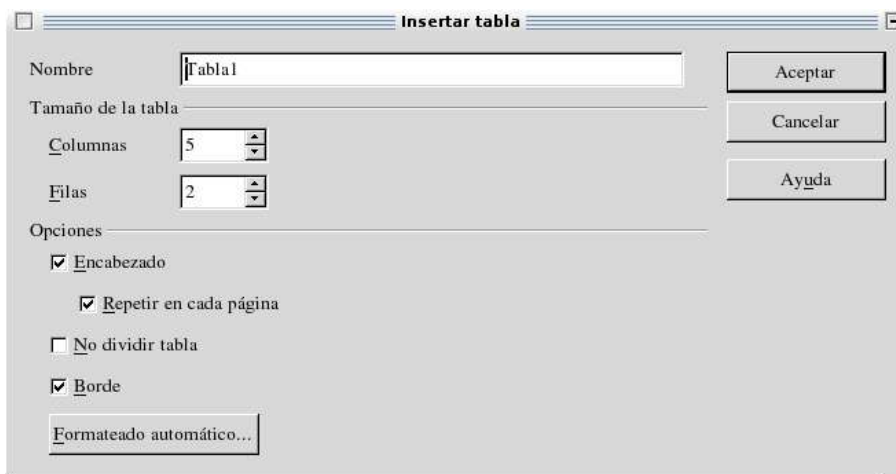 Insertar tabla
Nombre Tabla1 Aceptar
Tamaño de la tabla
Cancelar
Columnas 5
Ayuda
Filas 2
Opciones
Encabezado
Repetir en cada página
No dividir tabla
Borde
Formateado automático...